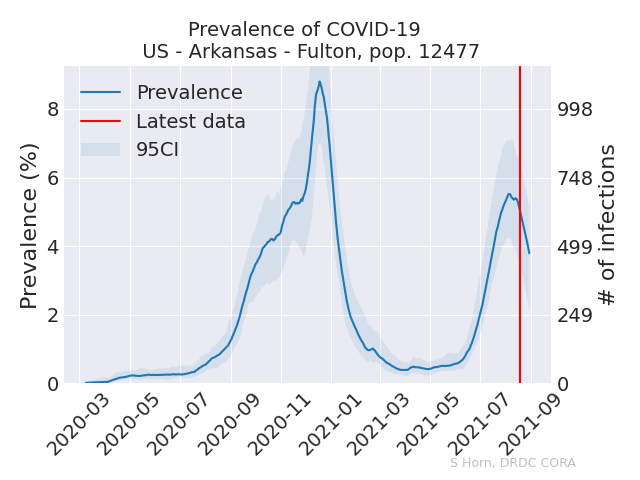 Prevalence of COVID-19
US - Arkansas - Fulton, pop. 12477
Prevalence
Latest data
95CI
Prevalence (%)
8
6
4
2
0
998
748
499
249
0
# of infections
2020-03
2020-05
2020-07
2020-09
2020-11
2021-01
2021-03
2021-05
2021-07
2021-09
S Horn, DRDC CORA